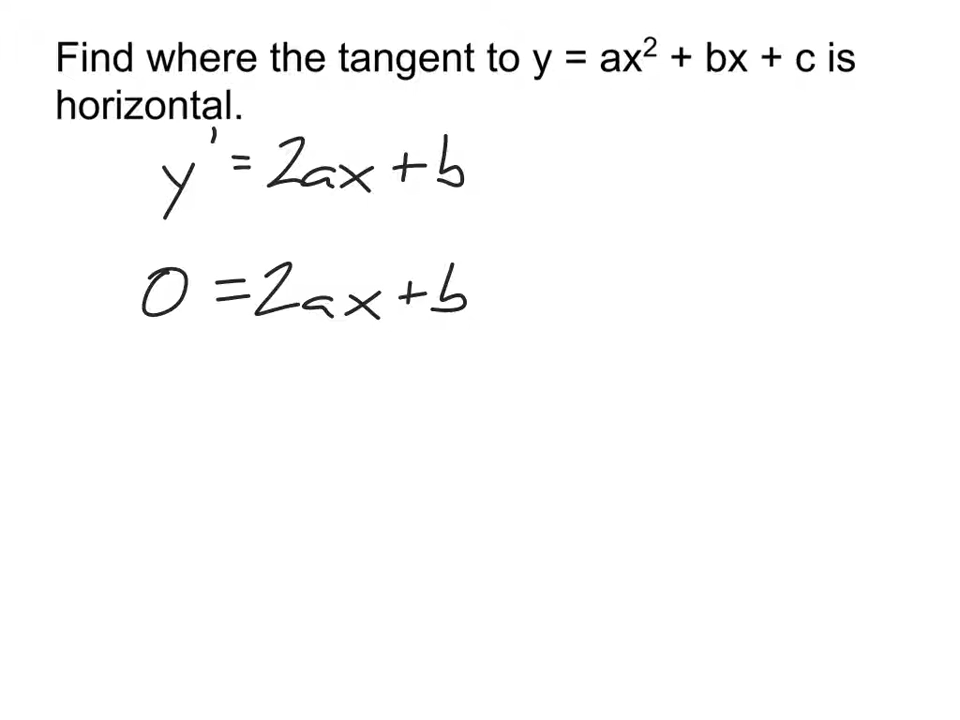 Find where the tangent to y = ax² + bx + c is
horizontal.
y' = 2ax + b
0 = 2ax + b